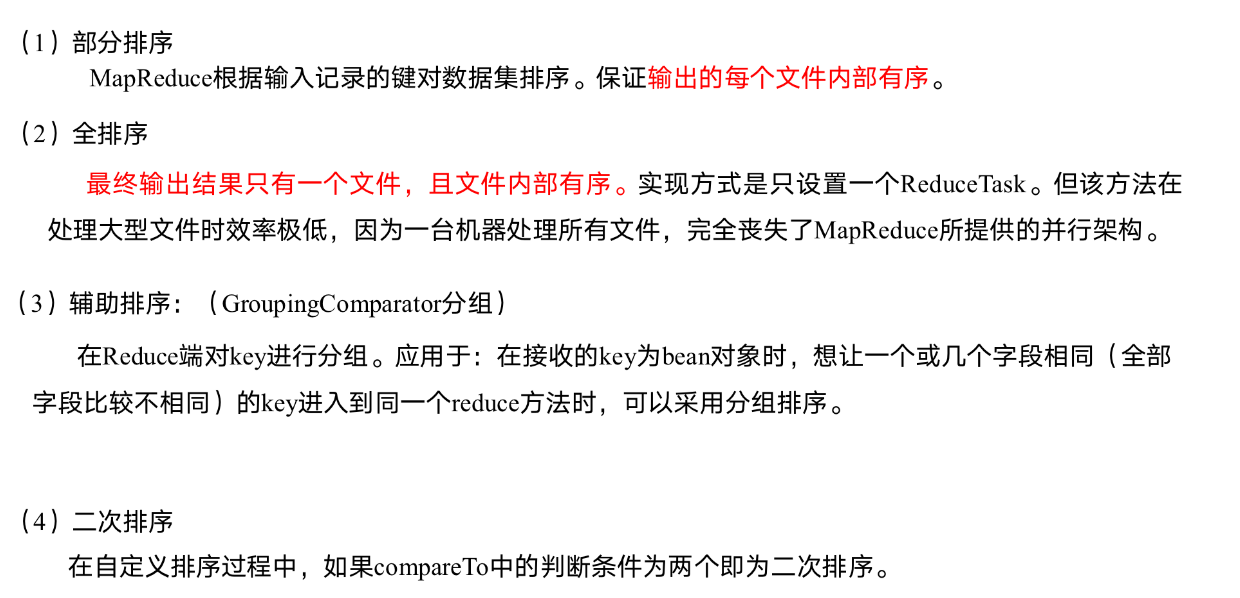 （1）部分排序
MapReduce根据输入记录的键对数据集排序。保证输出的每个文件内部有序。
（2）全排序
最终输出结果只有一个文件，且文件内部有序。实现方式是只设置一个ReduceTask。但该方法在
处理大型文件时效率极低，因为一台机器处理所有文件，完全丧失了MapReduce所提供的并行架构。
（3）辅助排序：（GroupingComparator分组）
在Reduce端对key进行分组。应用于：在接收的key为bean对象时，想让一个或几个字段相同（全部
字段比较不相同）的key进入到同一个reduce方法时，可以采用分组排序。
（4）二次排序
在自定义排序过程中，如果compareTo中的判断条件为两个即为二次排序。